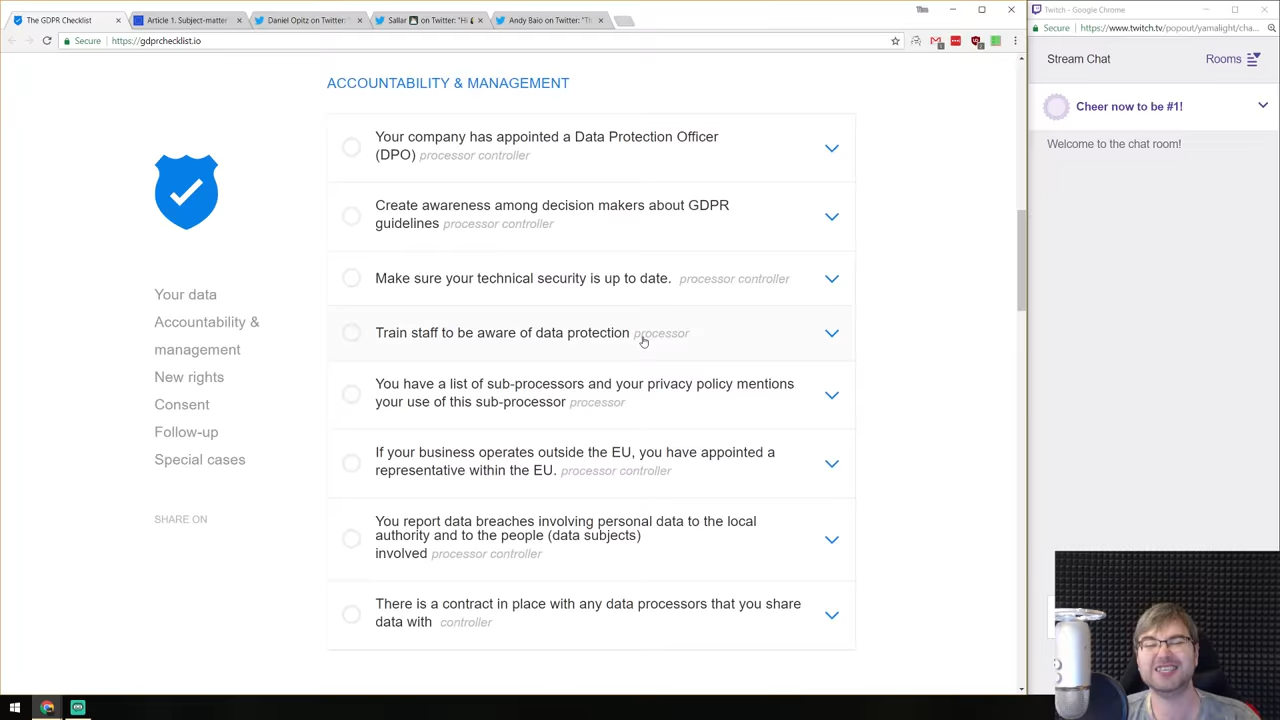 The GDPR Checklist
Article 1. Subject-matter
Daniel Opitz on Twitter: "
Sallar on Twitter: "Hi
Andy Baio on Twitter: "Th
Secure
https://gdprchecklist.io
ACCOUNTABILITY & MANAGEMENT
Your company has appointed a Data Protection Officer
(DPO) processor controller
Create awareness among decision makers about GDPR
guidelines processor controller
Make sure your technical security is up to date. processor controller
Train staff to be aware of data protection processor
You have a list of sub-processors and your privacy policy mentions
your use of this sub-processor processor
If your business operates outside the EU, you have appointed a
representative within the EU. processor controller
You report data breaches involving personal data to the local
authority and to the people (data subjects)
involved processor controller
There is a contract in place with any data processors that you share
data with controller
Your data
Accountability &
management
New rights
Consent
Follow-up
Special cases
SHARE ON
Twitch - Google Chrome
Secure
https://www.twitch.tv/popout/yamalight/cha...
Stream Chat
Rooms
Cheer now to be #1!
Welcome to the chat room!